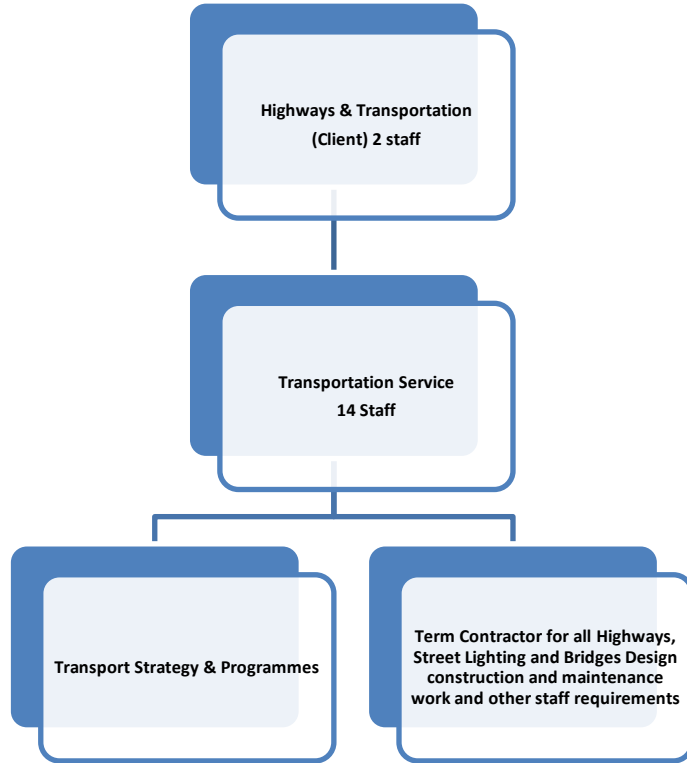 Highways & Transportation
(Client) 2 staff
Transportation Service
14 Staff
Transport Strategy & Programmes
Term Contractor for all Highways,
Street Lighting and Bridges Design
construction and maintenance
work and other staff requirements